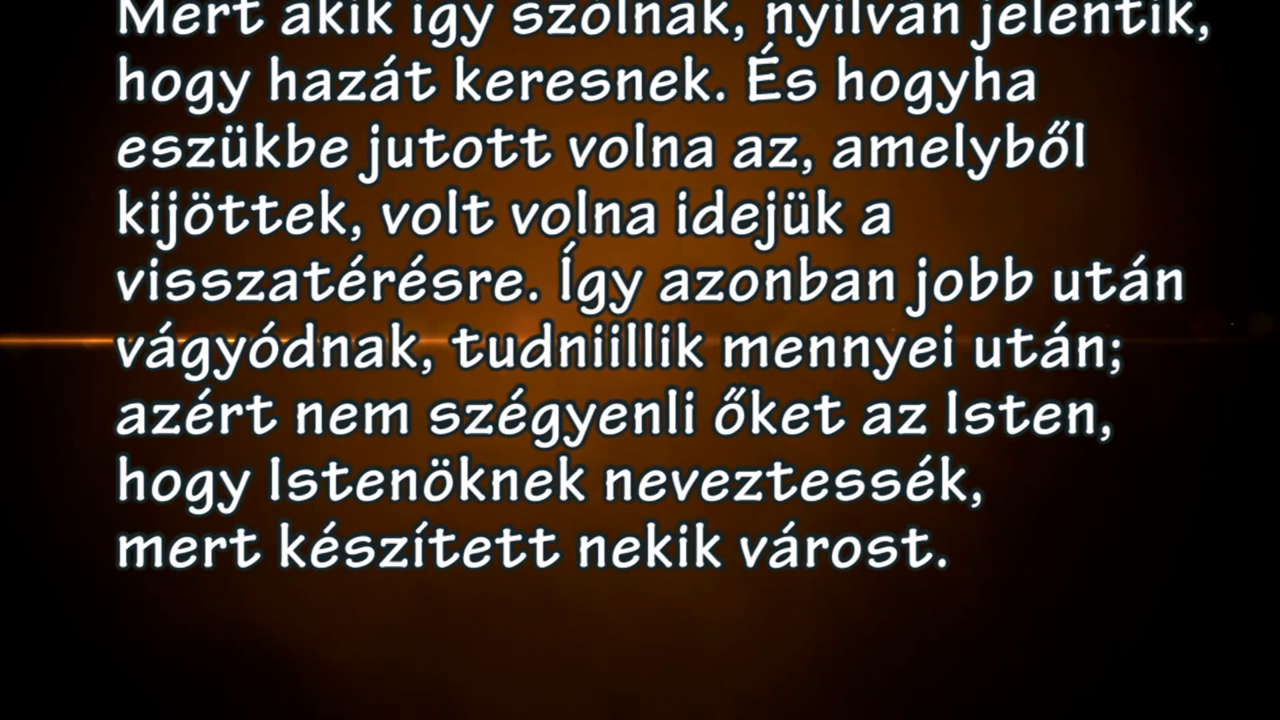 Mert akik így szólnak, nyilván jelentik,
hogy hazát keresnek. És hogyha
eszükbe jutott volna az, amelyből
kijöttek, volt volna idejük a
visszatérésre. Így azonban jobb után
vágyódnak, tudniillik mennyei után;
azért nem szégyenli őket az Isten,
hogy Istenöknek neveztessék,
mert készített nekik várost.